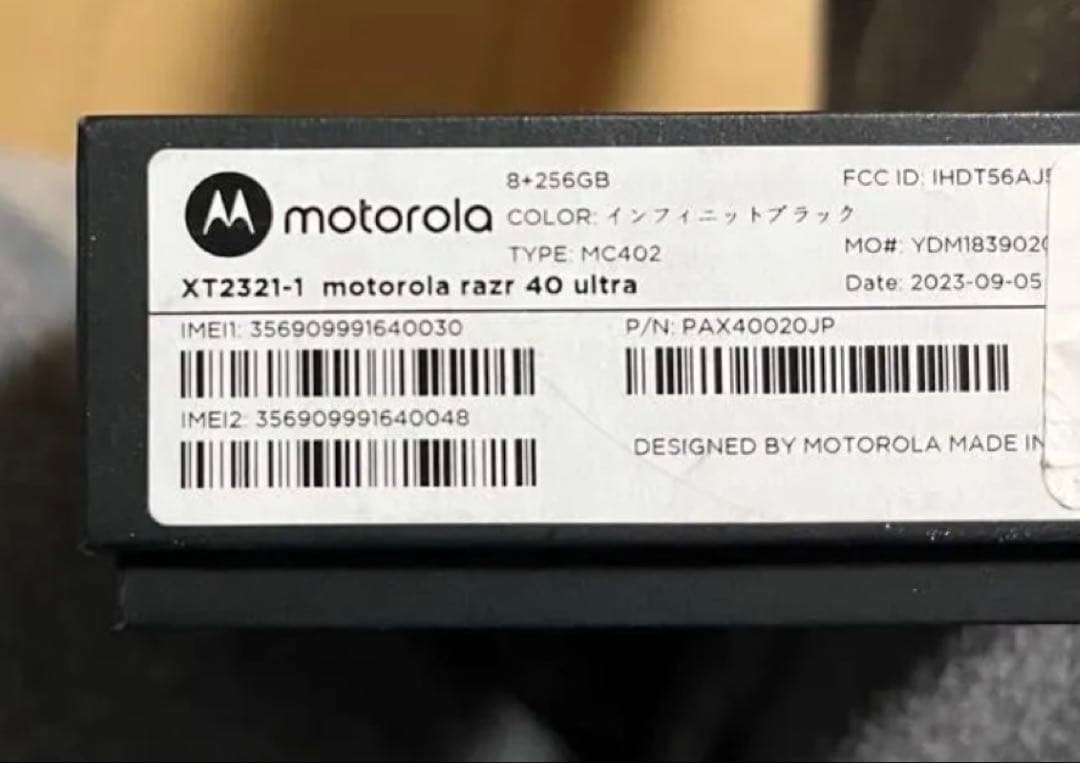 motorola
8+256GB
COLOR: インフィニットブラック
TYPE: MC402
FCC ID: IHDT56AJ5
MO#: YDM1839020
Date: 2023-09-05
XT2321-1 motorola razr 40 ultra
IMEI1: 356909991640030
P/N: PAX40020JP
IMEI2: 356909991640048
DESIGNED BY MOTOROLA MADE IN